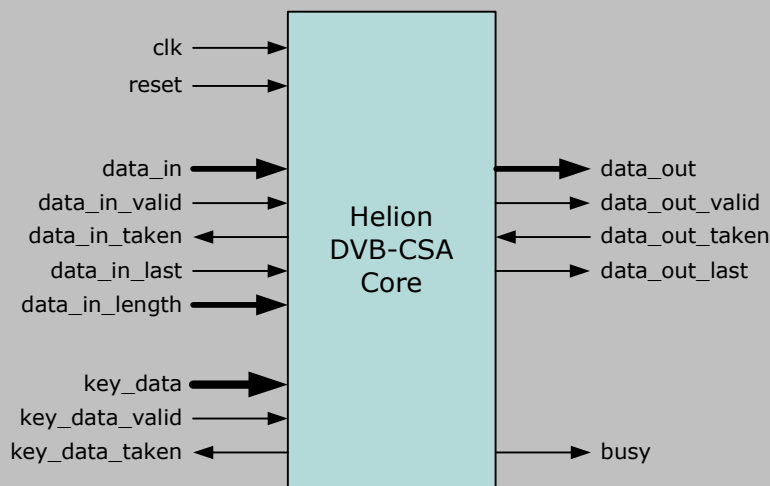 clk
reset
data_in
data_in_valid
data_in_taken
data_in_last
data_in_length
key_data
key_data_valid
key_data_taken
Helion
DVB-CSA
Core
data_out
data_out_valid
data_out_taken
data_out_last
busy